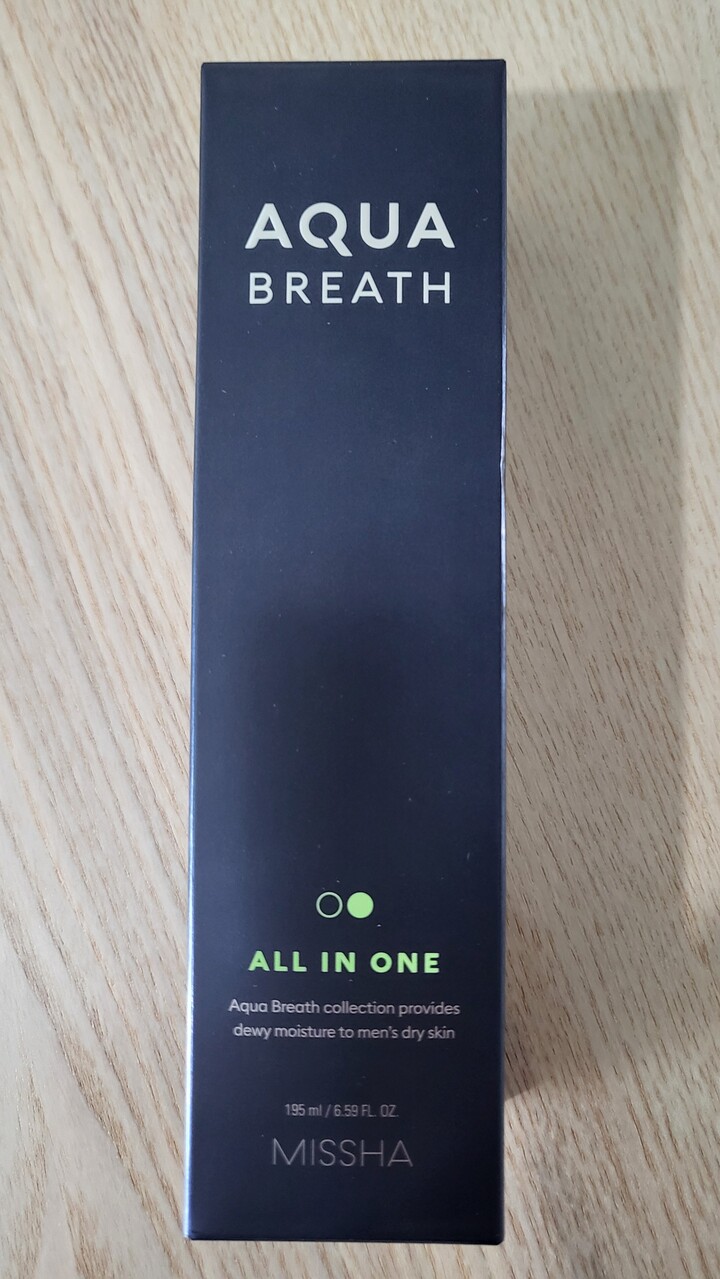 AQUA
BREATH
ALL IN ONE
Aqua Breath collection provides
dewy moisture to men's dry skin
195 ml / 6.59 FL. OZ.
MISSHA